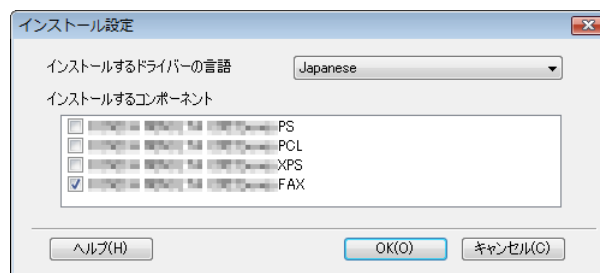 インストール設定
インストールするドライバーの言語 Japanese
インストールするコンポーネント
PS
PCL
XPS
FAX
ヘルプ(H) OK(O) キャンセル(C)